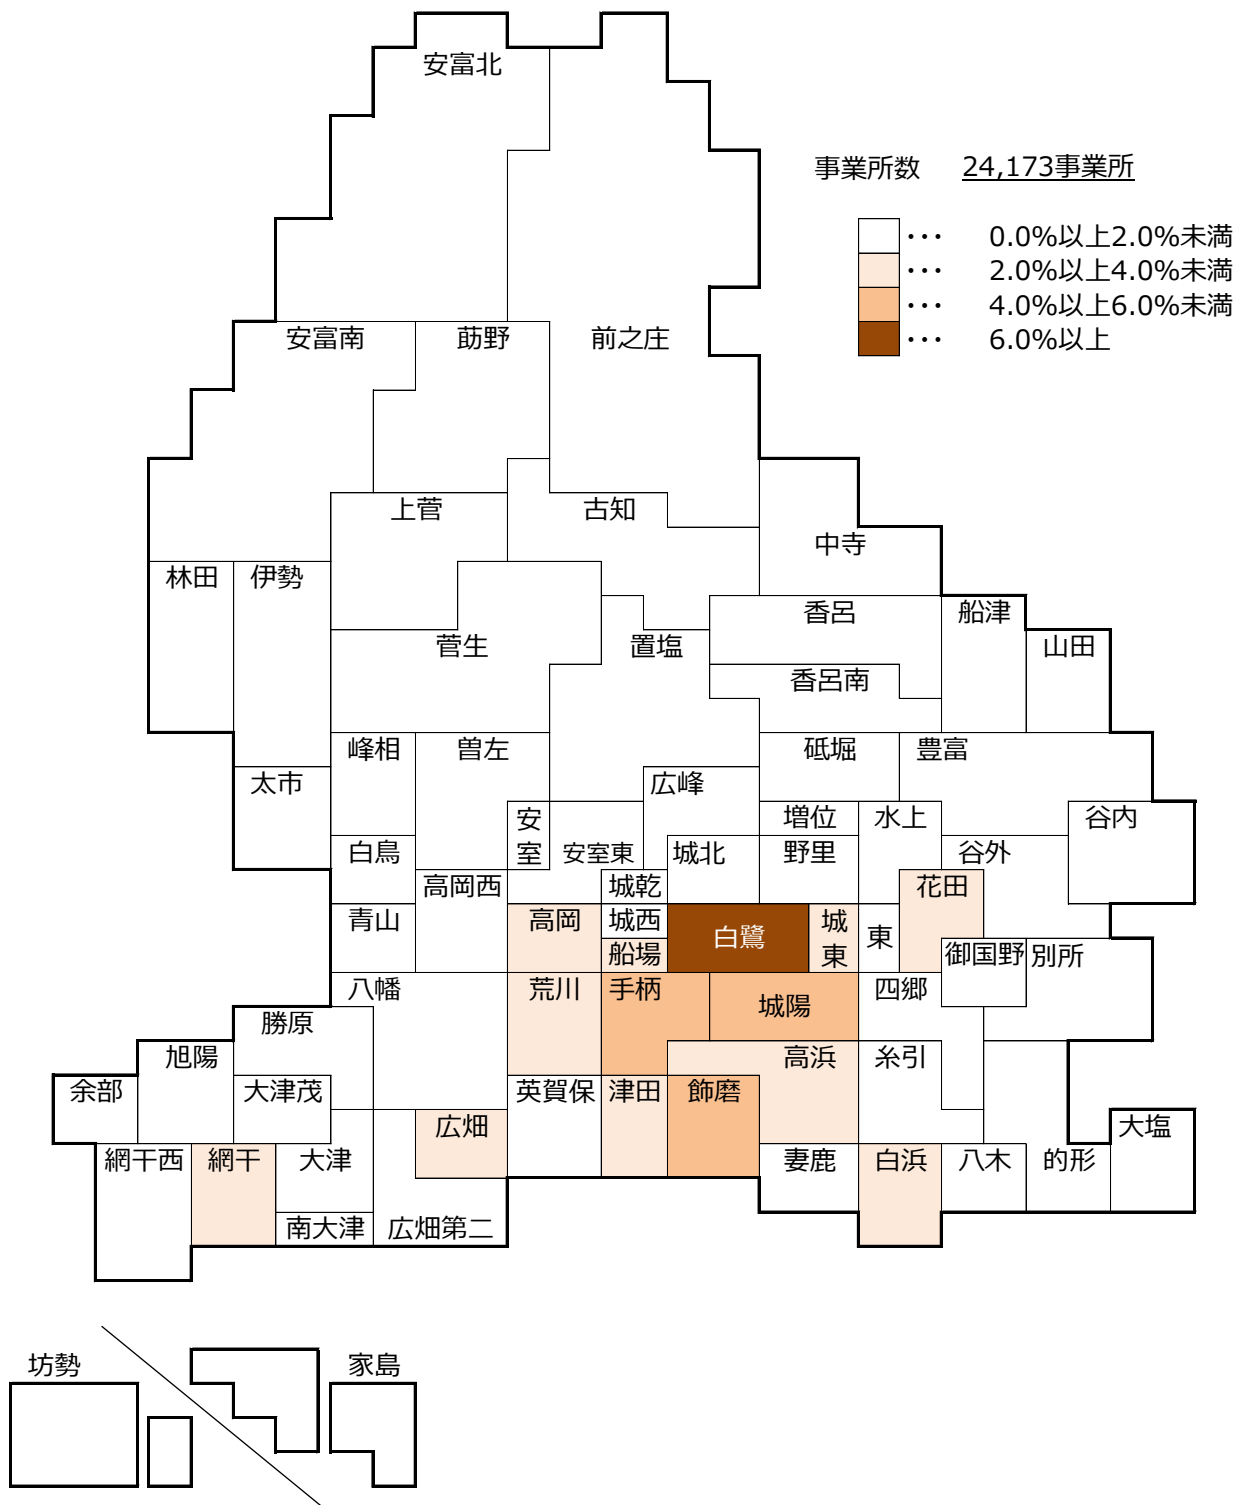 安富北
事業所数 24,173事業所
・・・ 0.0%以上2.0%未満
・・・ 2.0%以上4.0%未満
・・・ 4.0%以上6.0%未満
・・・ 6.0%以上
安富南 莇野 前之庄
上菅 古知
中寺
林田 伊勢
香呂 船津
菅生 置塩 山田
香呂南
峰相 曽左 砥堀 豊富
太市 広峰
安室 増位 水上 谷内
白鳥 安室東 城北 野里 谷外
高岡西 城乾 花田
青山 高岡 城西 白鷺 城東 東
船場 御国野 別所
八幡 荒川 手柄 城陽 四郷
勝原
旭陽 高浜 糸引
余部 大津茂 英賀保 津田 飾磨
広畑 大塩
網干西 網干 大津 妻鹿 白浜 八木 的形
南大津 広畑第二
坊勢 家島